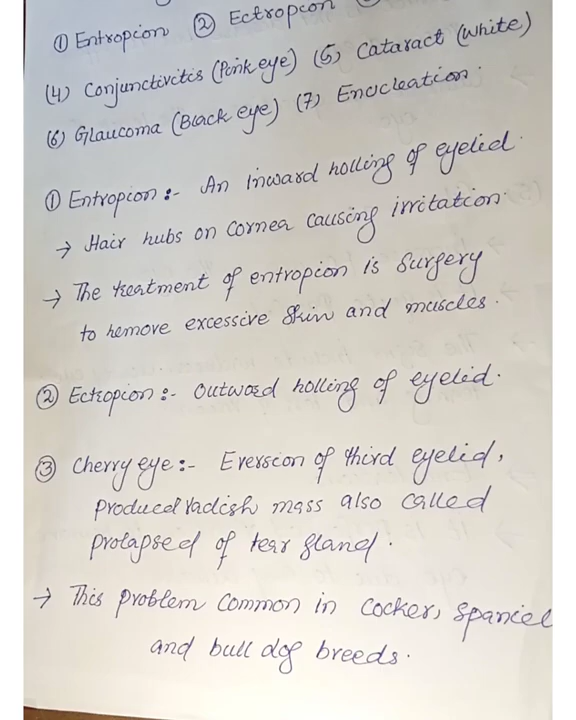 ① Entropion ② Ectropion
(4) Conjunctivitis (Pink eye) (5) Cataract (White)
(6) Glaucoma (Black eye) (7) Enucleation.
① Entropion :- An inward rolling of eyelid.
→ Hair rubs on cornea causing irritation.
→ The treatment of entropion is surgery
to remove excessive skin and muscles.
② Ectropion :- Outward rolling of eyelid.
③ Cherry eye :- Eversion of third eyelid,
produced radish mass also called
prolapsed of tear gland.
→ This problem common in cocker, spaniel
and bull dog breeds.